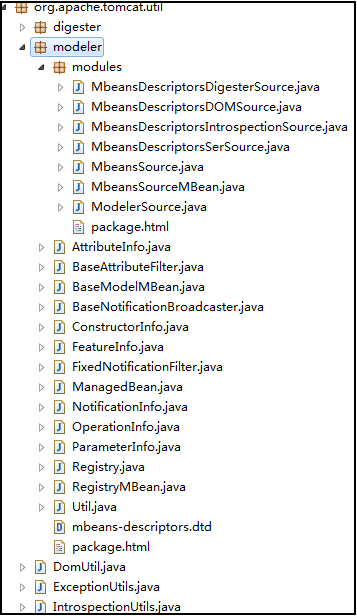 org.apache.tomcat.util
digester
modeler
modules
MbeansDescriptorsDigesterSource.java
MbeansDescriptorsDOMSource.java
MbeansDescriptorsIntrospectionSource.java
MbeansDescriptorsSerSource.java
MbeansSource.java
MbeansSourceMBean.java
ModelerSource.java
package.html
AttributeInfo.java
BaseAttributeFilter.java
BaseModelMBean.java
BaseNotificationBroadcaster.java
ConstructorInfo.java
FeatureInfo.java
FixedNotificationFilter.java
ManagedBean.java
NotificationInfo.java
OperationInfo.java
ParameterInfo.java
Registry.java
RegistryMBean.java
Util.java
mbeans-descriptors.dtd
package.html
DomUtil.java
ExceptionUtils.java
IntrospectionUtils.java